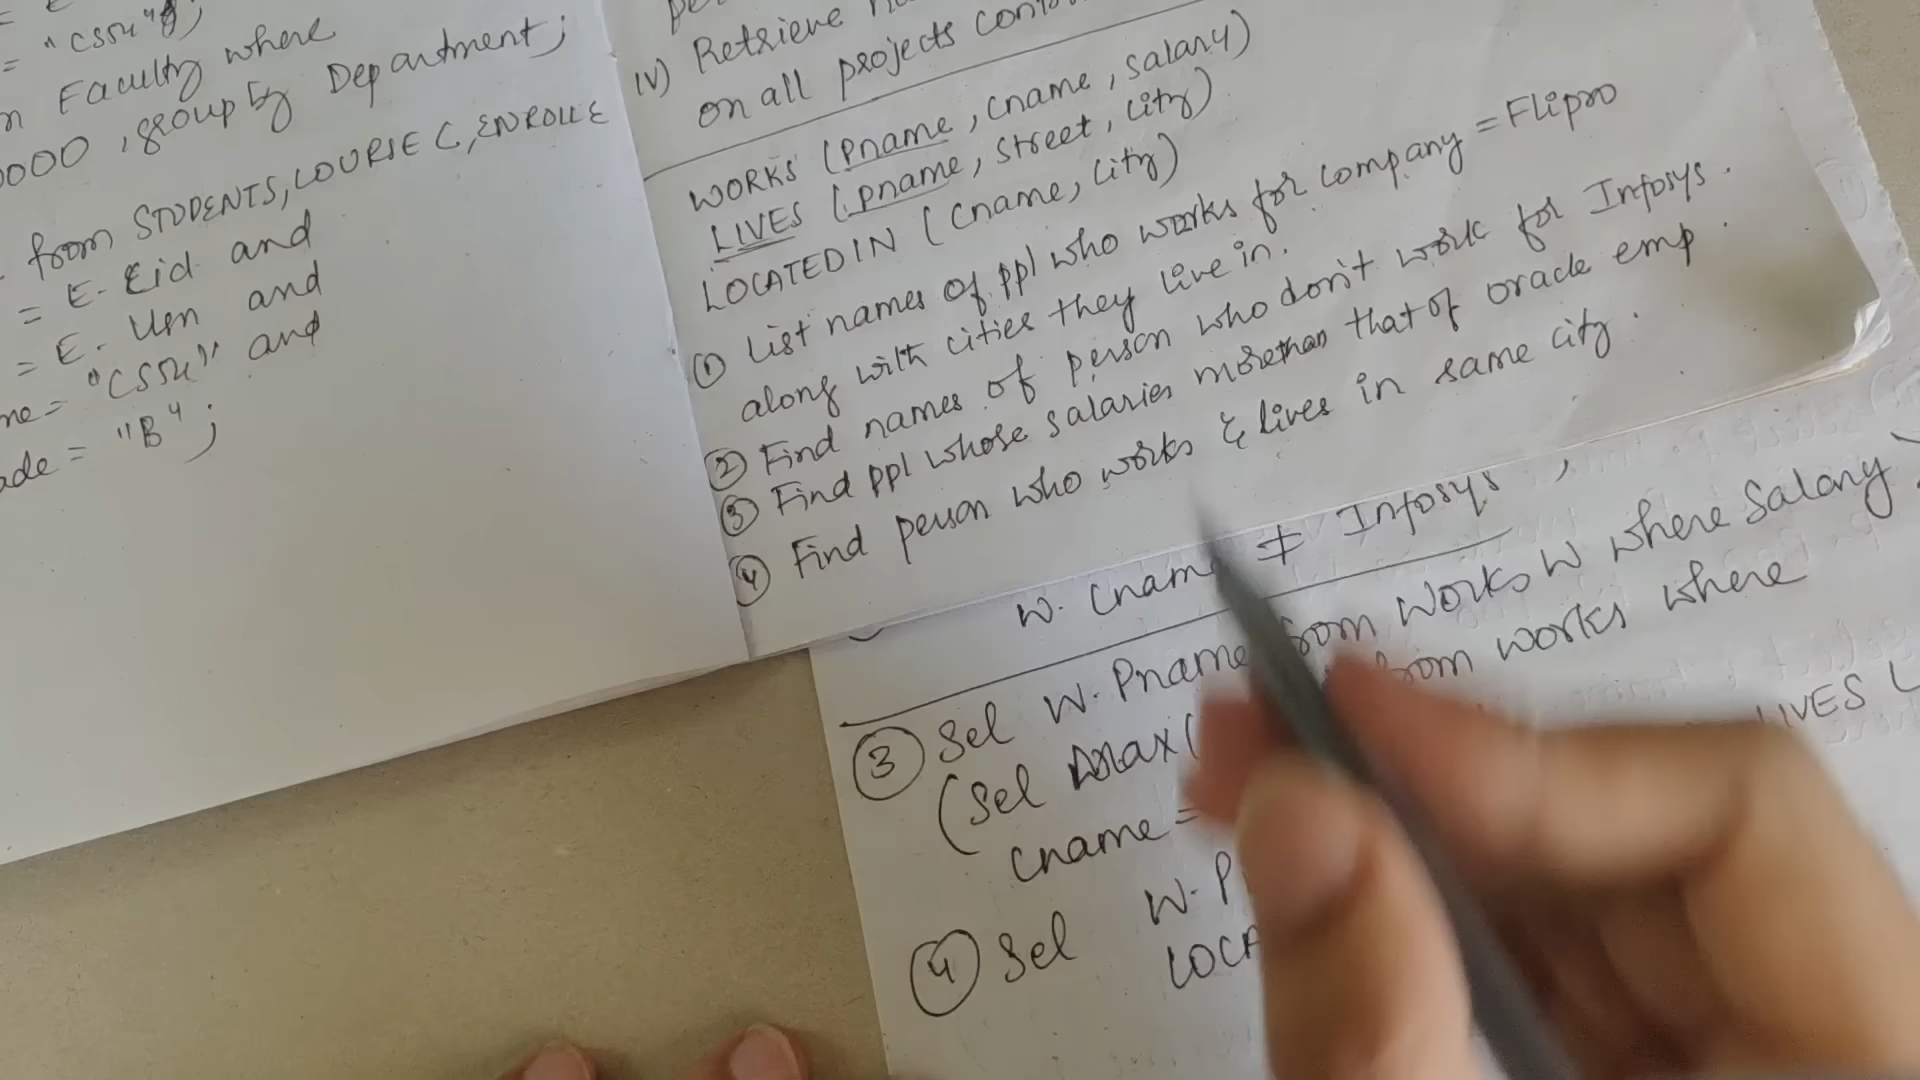 = "CS54";
n Faculty where
0000 , group by Department;
from STUDENTS, COURSE C, ENROLLE
= E. Eid and
= E. Usn and
me = "CS54" and
ade = "B";
iv) Retrieve
on all projects
WORKS (Pname, Cname, Salary)
LIVES (Pname, Street, City)
LOCATEDIN (Cname, City)
① List names of ppl who works for company = Flipro
along with cities they live in.
② Find names of person who don't work for Infosys.
③ Find ppl whose salaries morethan that of oracle emp.
④ Find person who works & lives in same city.
W. Cname ≠ Infosys ;
③ Sel W. Pname from Works W where Salary >
(Sel max( from works where
Cname =
④ Sel W. P LIVES L
LOCA